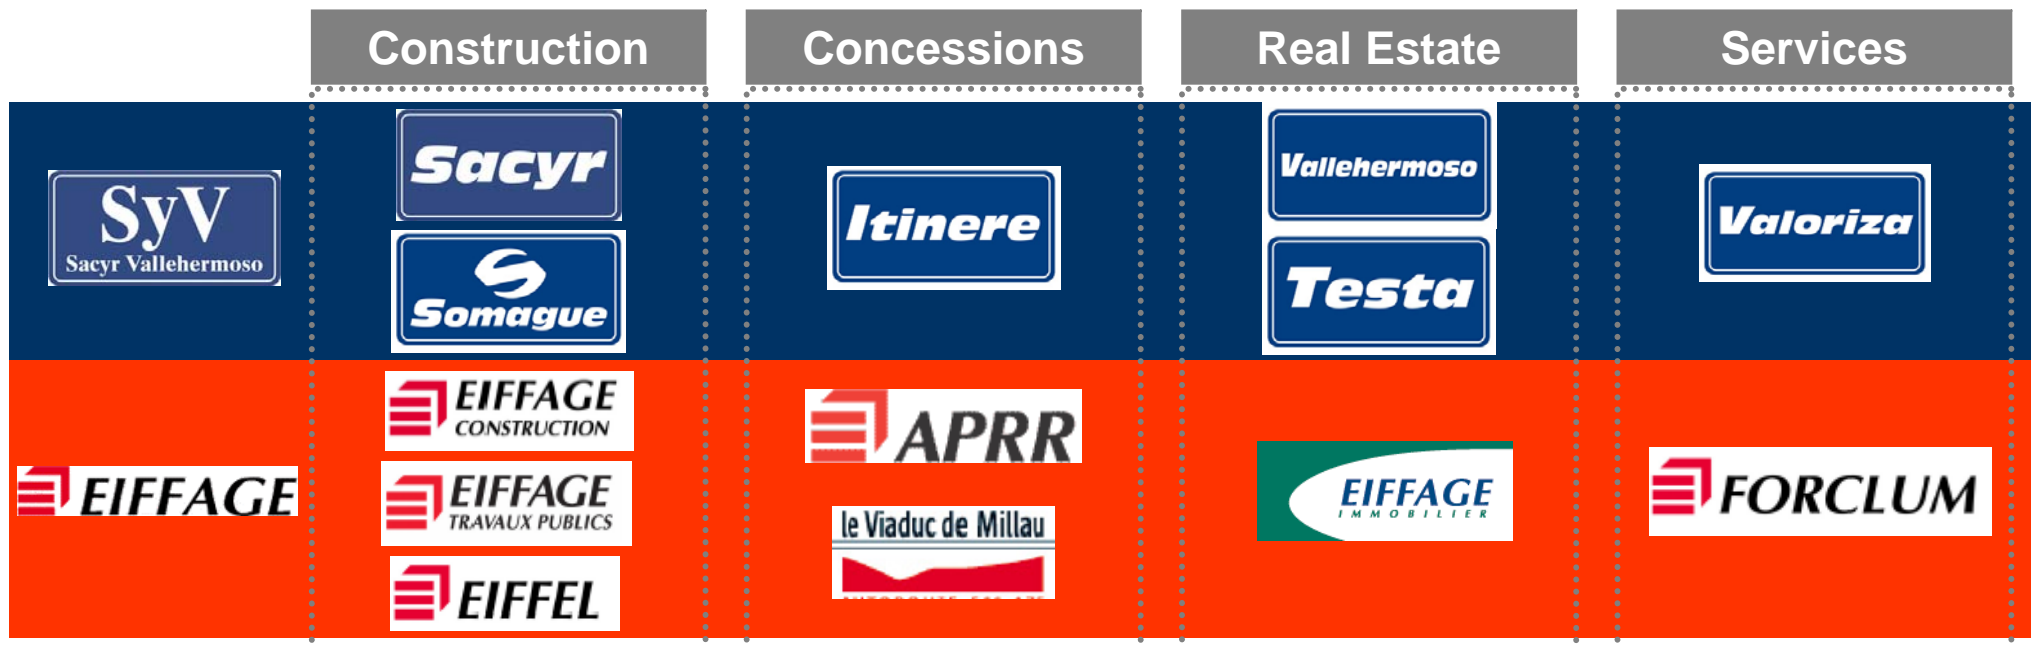 Construction
Concessions
Real Estate
Services
SyV
Sacyr Vallehermoso
Sacyr
Somague
Itinere
Vallehermoso
Testa
Valoriza
EIFFAGE
EIFFAGE
CONSTRUCTION
EIFFAGE
TRAVAUX PUBLICS
EIFFEL
APRR
le Viaduc de Millau
EIFFAGE
IMMOBILIER
FORCLUM